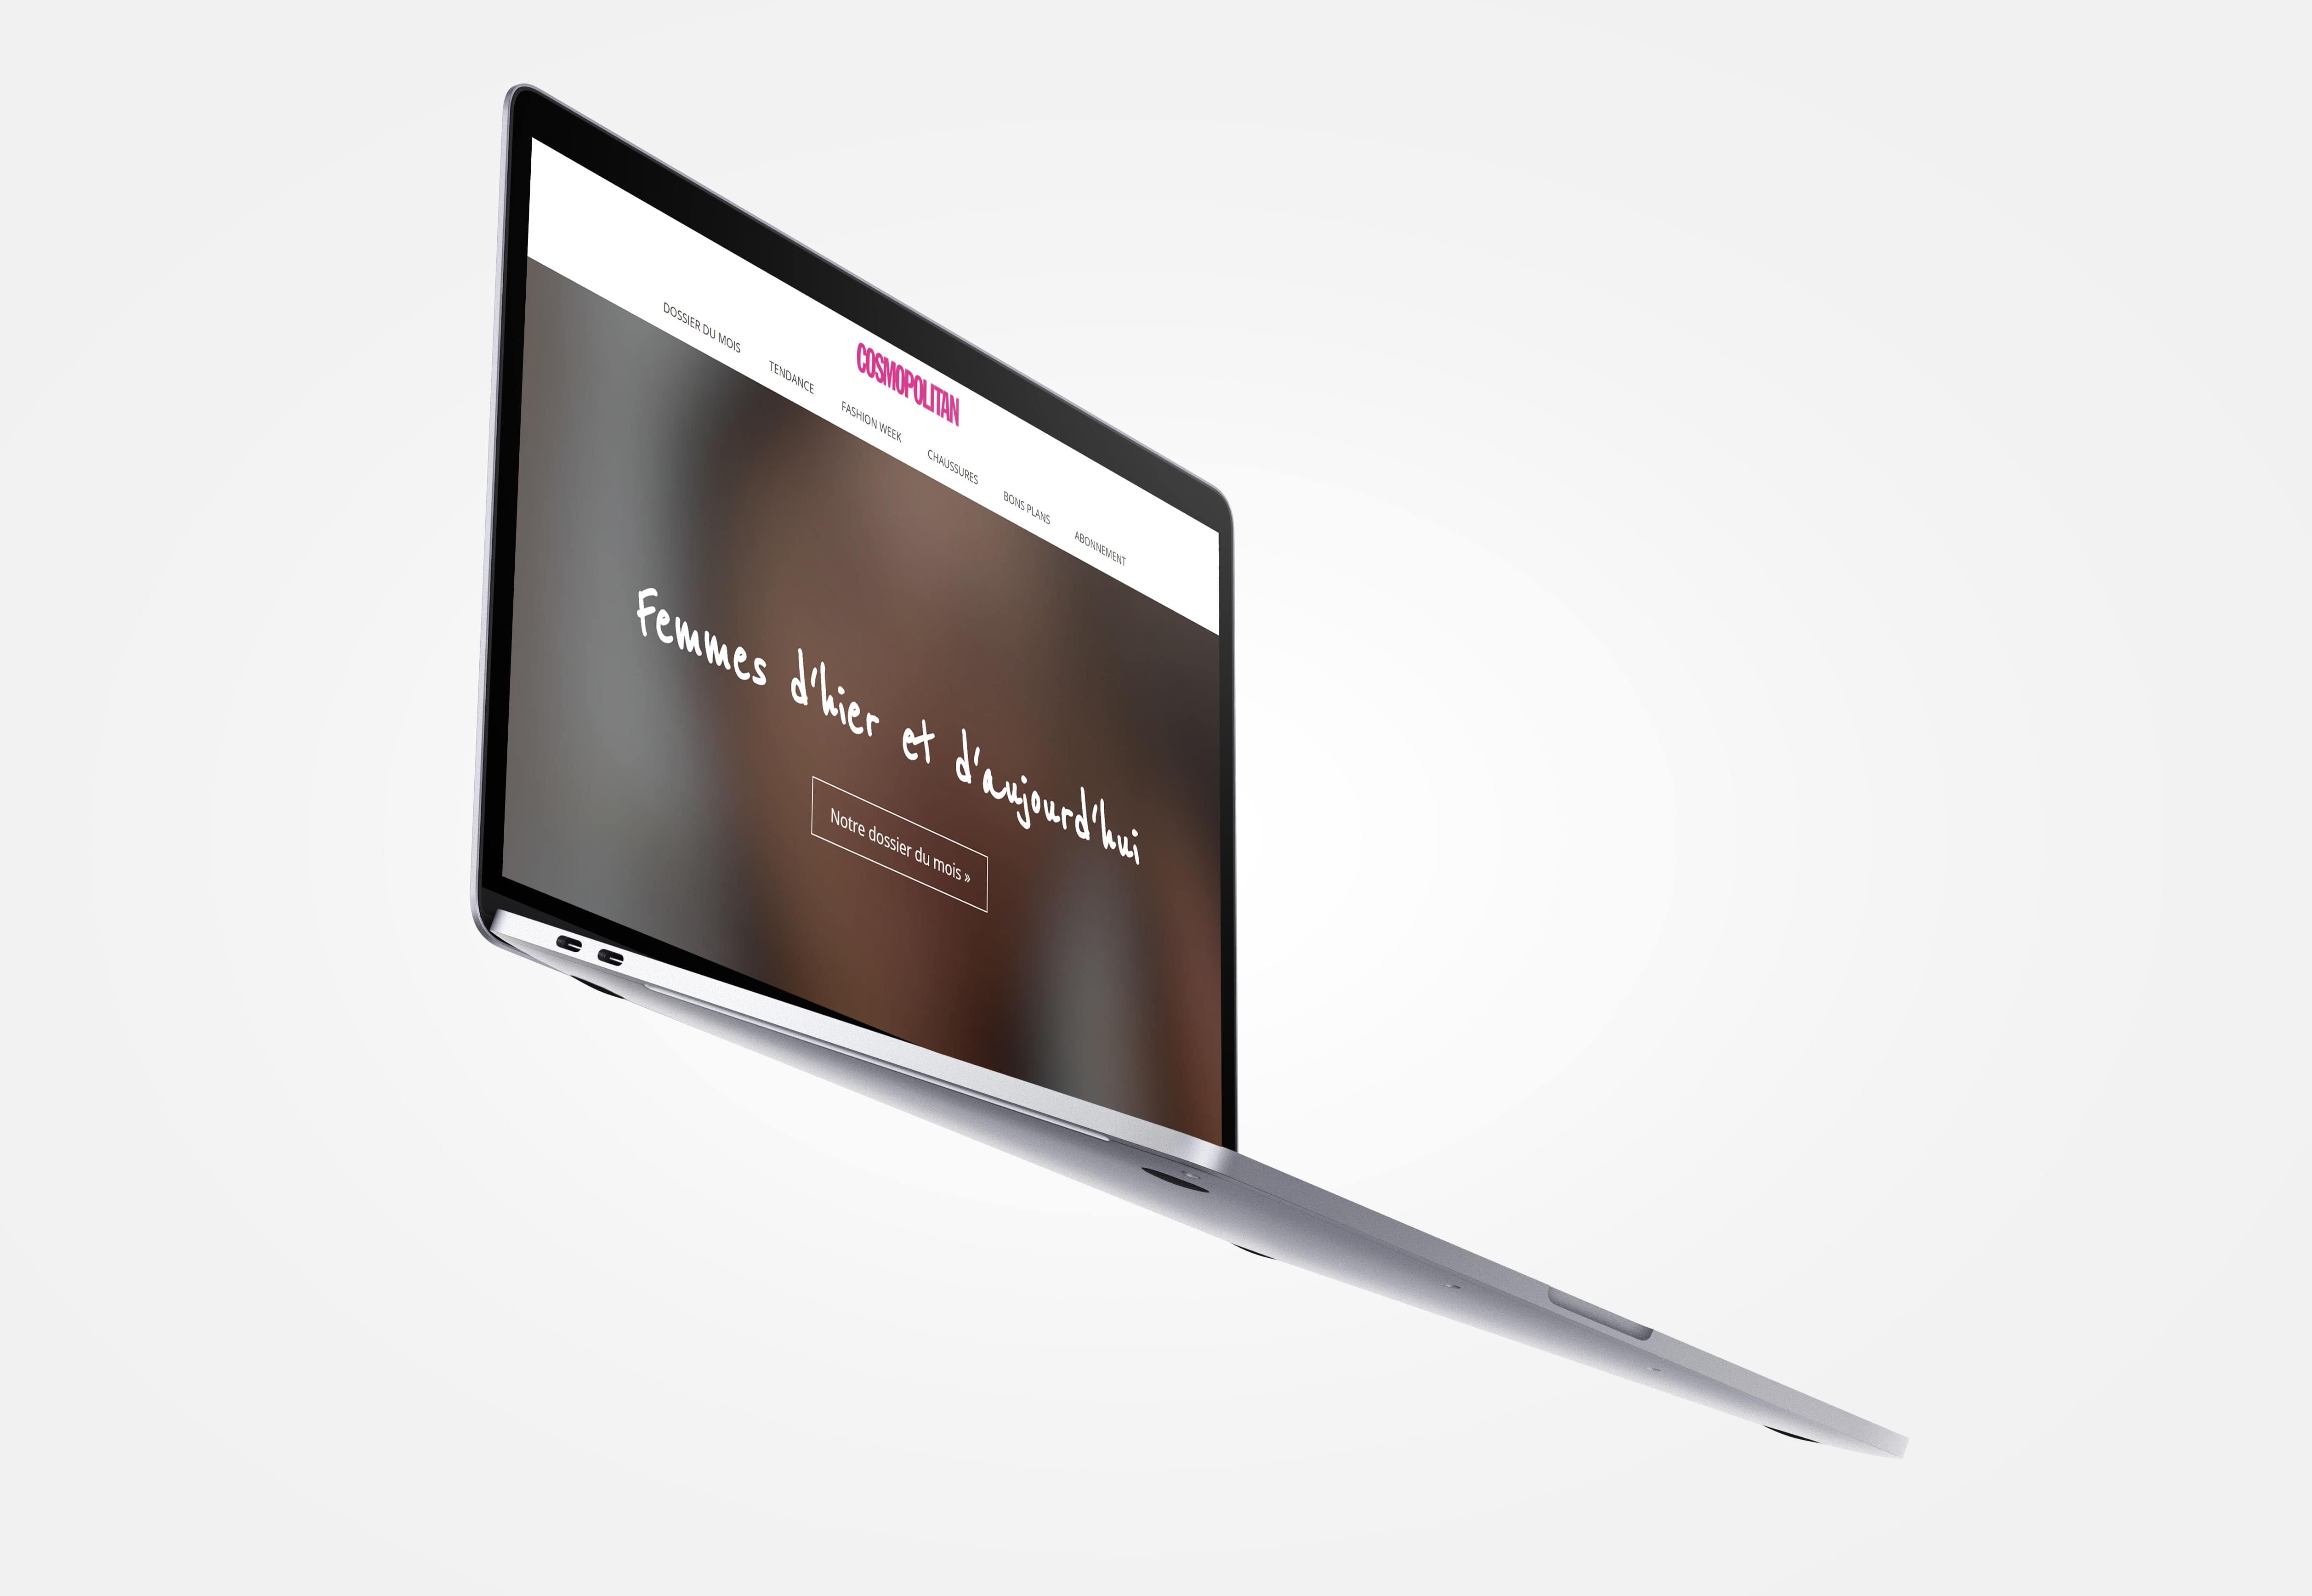 COSMOPOLITAN
DOSSIER DU MOIS TENDANCE FASHION WEEK CHAUSSURES BONS PLANS ABONNEMENT
Femmes d'hier et d'aujourd'hui
Notre dossier du mois »